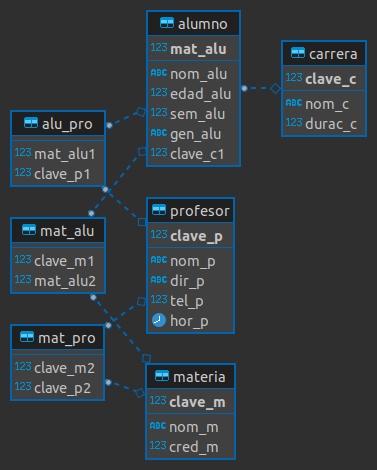 alumno
123 mat_alu
ABC nom_alu
123 edad_alu
123 sem_alu
ABC gen_alu
123 clave_c1
carrera
123 clave_c
ABC nom_c
123 durac_c
alu_pro
123 mat_alu1
123 clave_p1
profesor
123 clave_p
ABC nom_p
ABC dir_p
123 tel_p
hor_p
mat_alu
123 clave_m1
123 mat_alu2
mat_pro
123 clave_m2
123 clave_p2
materia
123 clave_m
ABC nom_m
123 cred_m